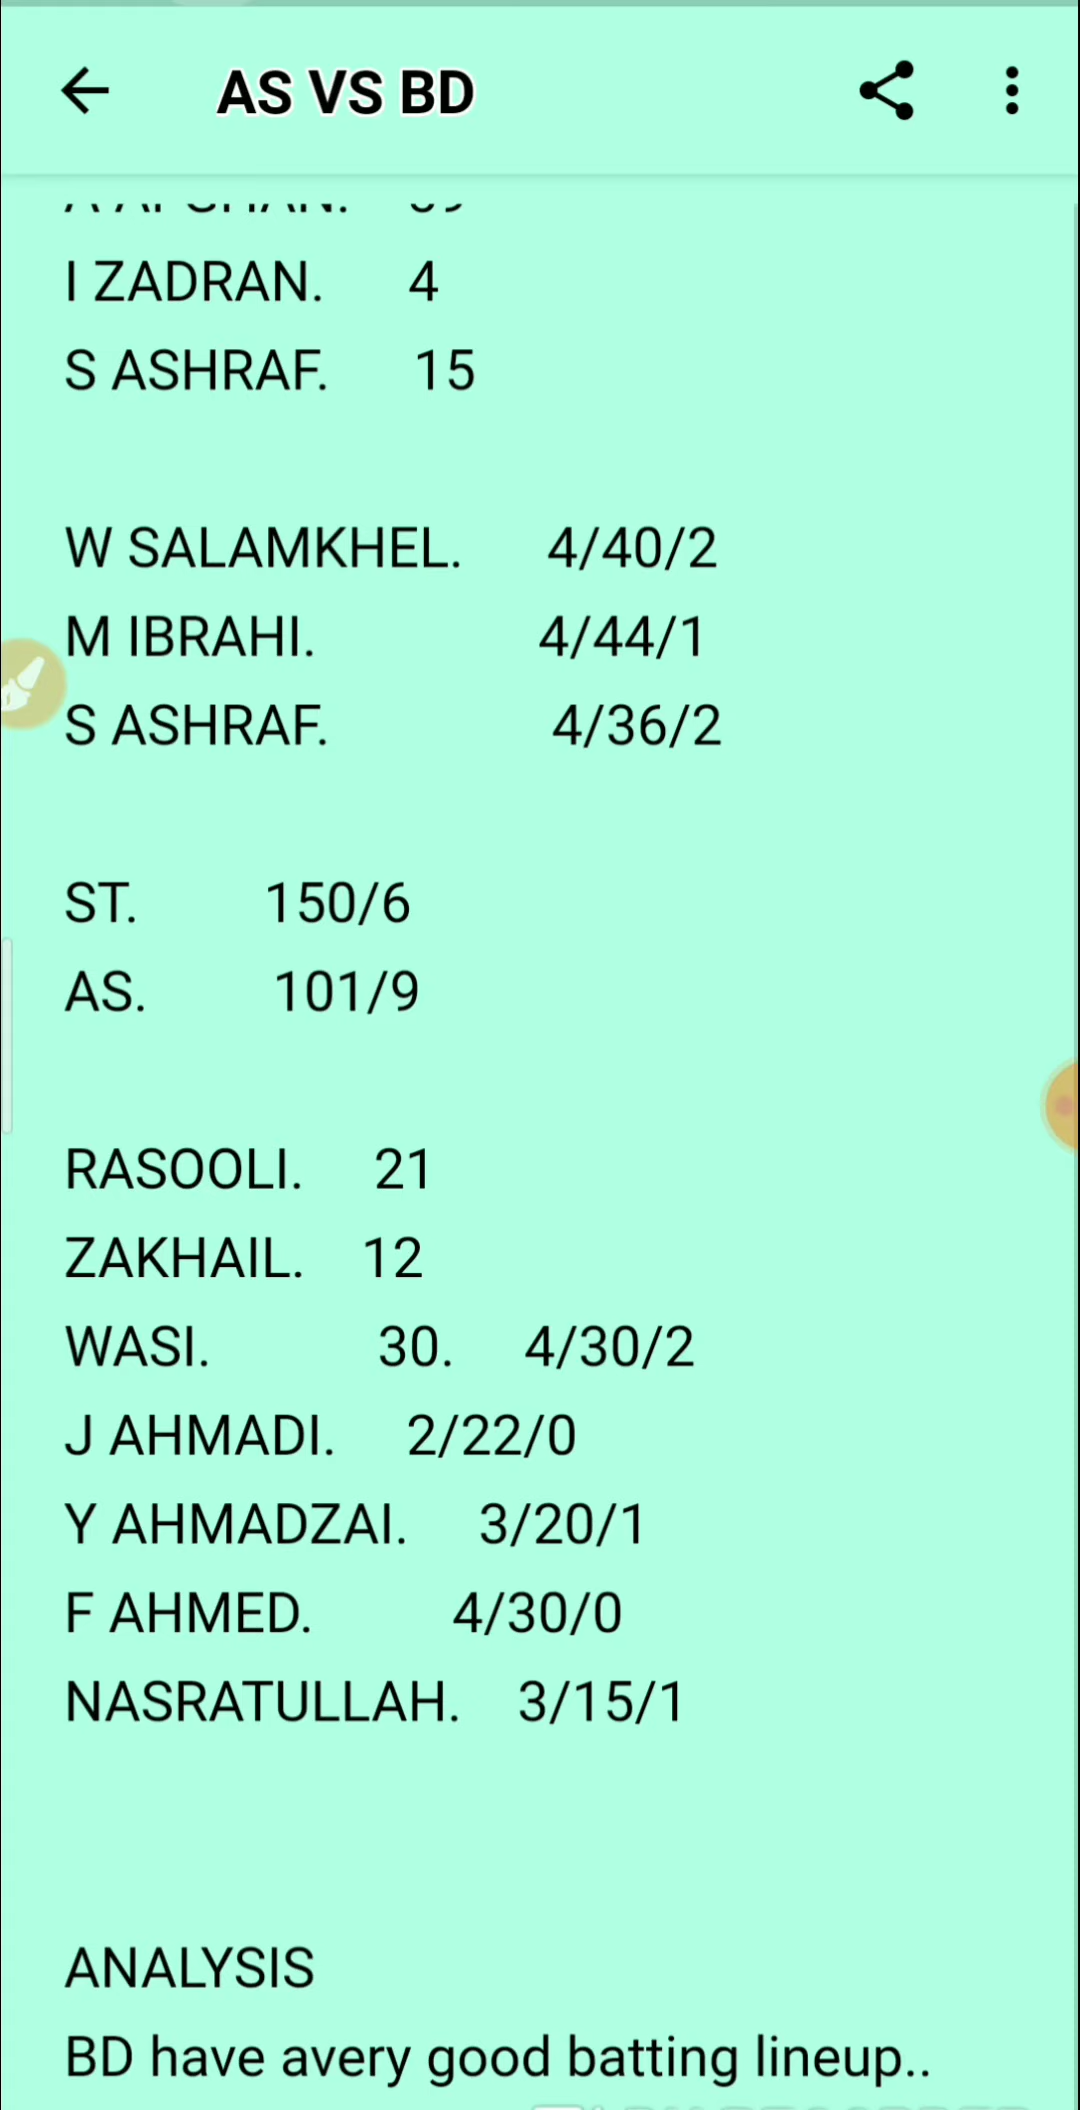 AS VS BD
I ZADRAN. 4
S ASHRAF. 15
W SALAMKHEL. 4/40/2
M IBRAHI. 4/44/1
S ASHRAF. 4/36/2
ST. 150/6
AS. 101/9
RASOOLI. 21
ZAKHAIL. 12
WASI. 30. 4/30/2
J AHMADI. 2/22/0
Y AHMADZAI. 3/20/1
F AHMED. 4/30/0
NASRATULLAH. 3/15/1
ANALYSIS
BD have avery good batting lineup..